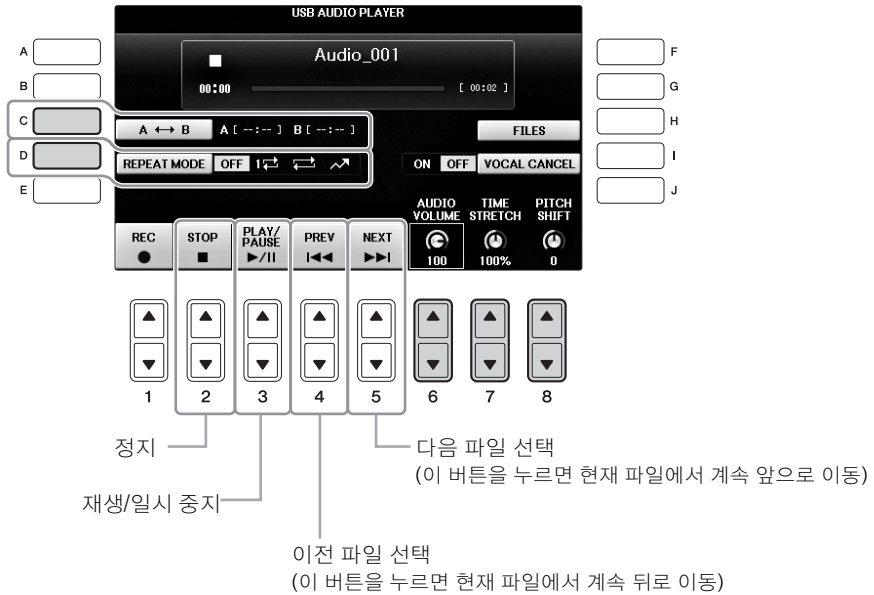 USB AUDIO PLAYER
A
F
Audio_001
B
00:00
[ 00:02 ]
G
C
A ↔ B A [ --:-- ] B [ --:-- ]
FILES
H
D
REPEAT MODE OFF 1
ON OFF VOCAL CANCEL
I
E
J
AUDIO VOLUME
TIME STRETCH
PITCH SHIFT
REC
STOP
PLAY/PAUSE
PREV
NEXT
100
100%
0
1 2 3 4 5 6 7 8
정지
다음 파일 선택
(이 버튼을 누르면 현재 파일에서 계속 앞으로 이동)
재생/일시 중지
이전 파일 선택
(이 버튼을 누르면 현재 파일에서 계속 뒤로 이동)